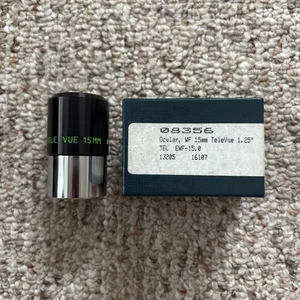 TELE VUE 15MM
08356
Ocular, WF 15mm TeleVue 1.25"
TEL EWF-15.0
13205 16107